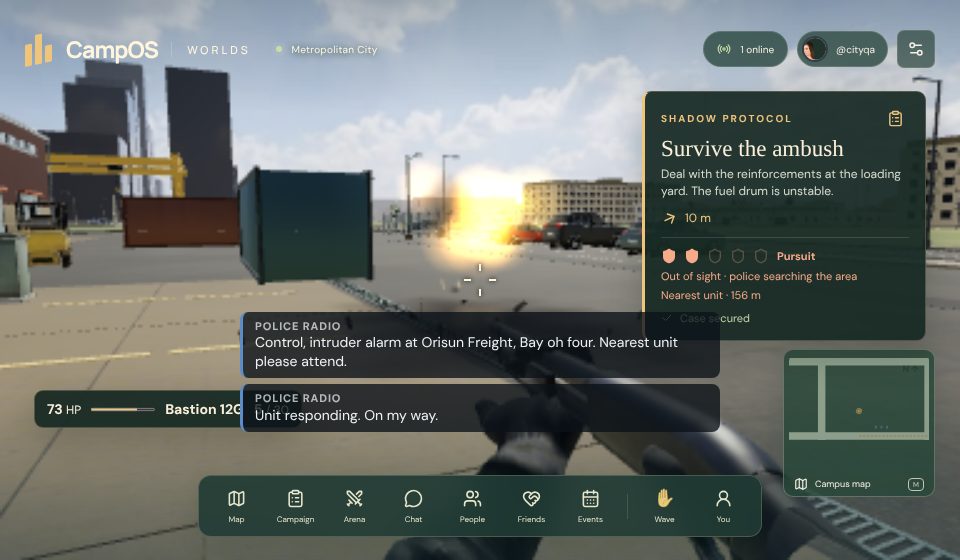 CampOS
WORLDS
Metropolitan City
1 online
@cityqa
SHADOW PROTOCOL
Survive the ambush
Deal with the reinforcements at the loading
yard. The fuel drum is unstable.
10 m
Pursuit
Out of sight · police searching the area
Nearest unit · 156 m
Case secured
POLICE RADIO
Control, intruder alarm at Orisun Freight, Bay oh four. Nearest unit
please attend.
73 HP
Bastion 12G
POLICE RADIO
Unit responding. On my way.
N
Campus map
M
Map
Campaign
Arena
Chat
People
Friends
Events
Wave
You